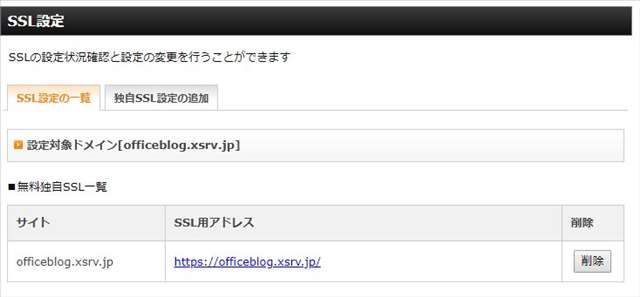 SSL設定
SSLの設定状況確認と設定の変更を行うことができます
SSL設定の一覧 独自SSL設定の追加
設定対象ドメイン[officeblog.xsrv.jp]
■無料独自SSL一覧
サイト SSL用アドレス 削除
officeblog.xsrv.jp https://officeblog.xsrv.jp/ 削除